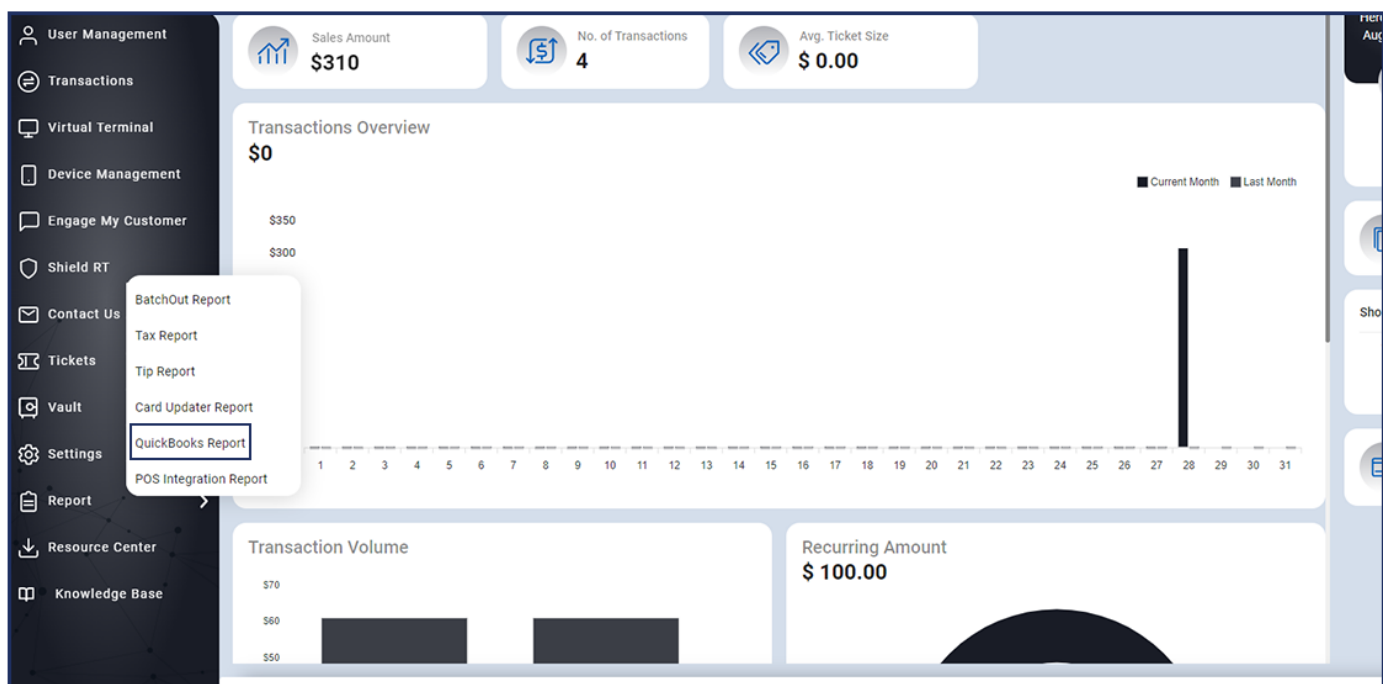 User Management
Transactions
Virtual Terminal
Device Management
Engage My Customer
Shield RT
Contact Us
Tickets
Vault
Settings
Report
Resource Center
Knowledge Base
BatchOut Report
Tax Report
Tip Report
Card Updater Report
QuickBooks Report
POS Integration Report
Sales Amount
$310
No. of Transactions
4
Avg. Ticket Size
$ 0.00
Transactions Overview
$0
Current Month Last Month
$350
$300
1 2 3 4 5 6 7 8 9 10 11 12 13 14 15 16 17 18 19 20 21 22 23 24 25 26 27 28 29 30 31
Transaction Volume
$70
$60
$50
Recurring Amount
$ 100.00
Aug
Sho